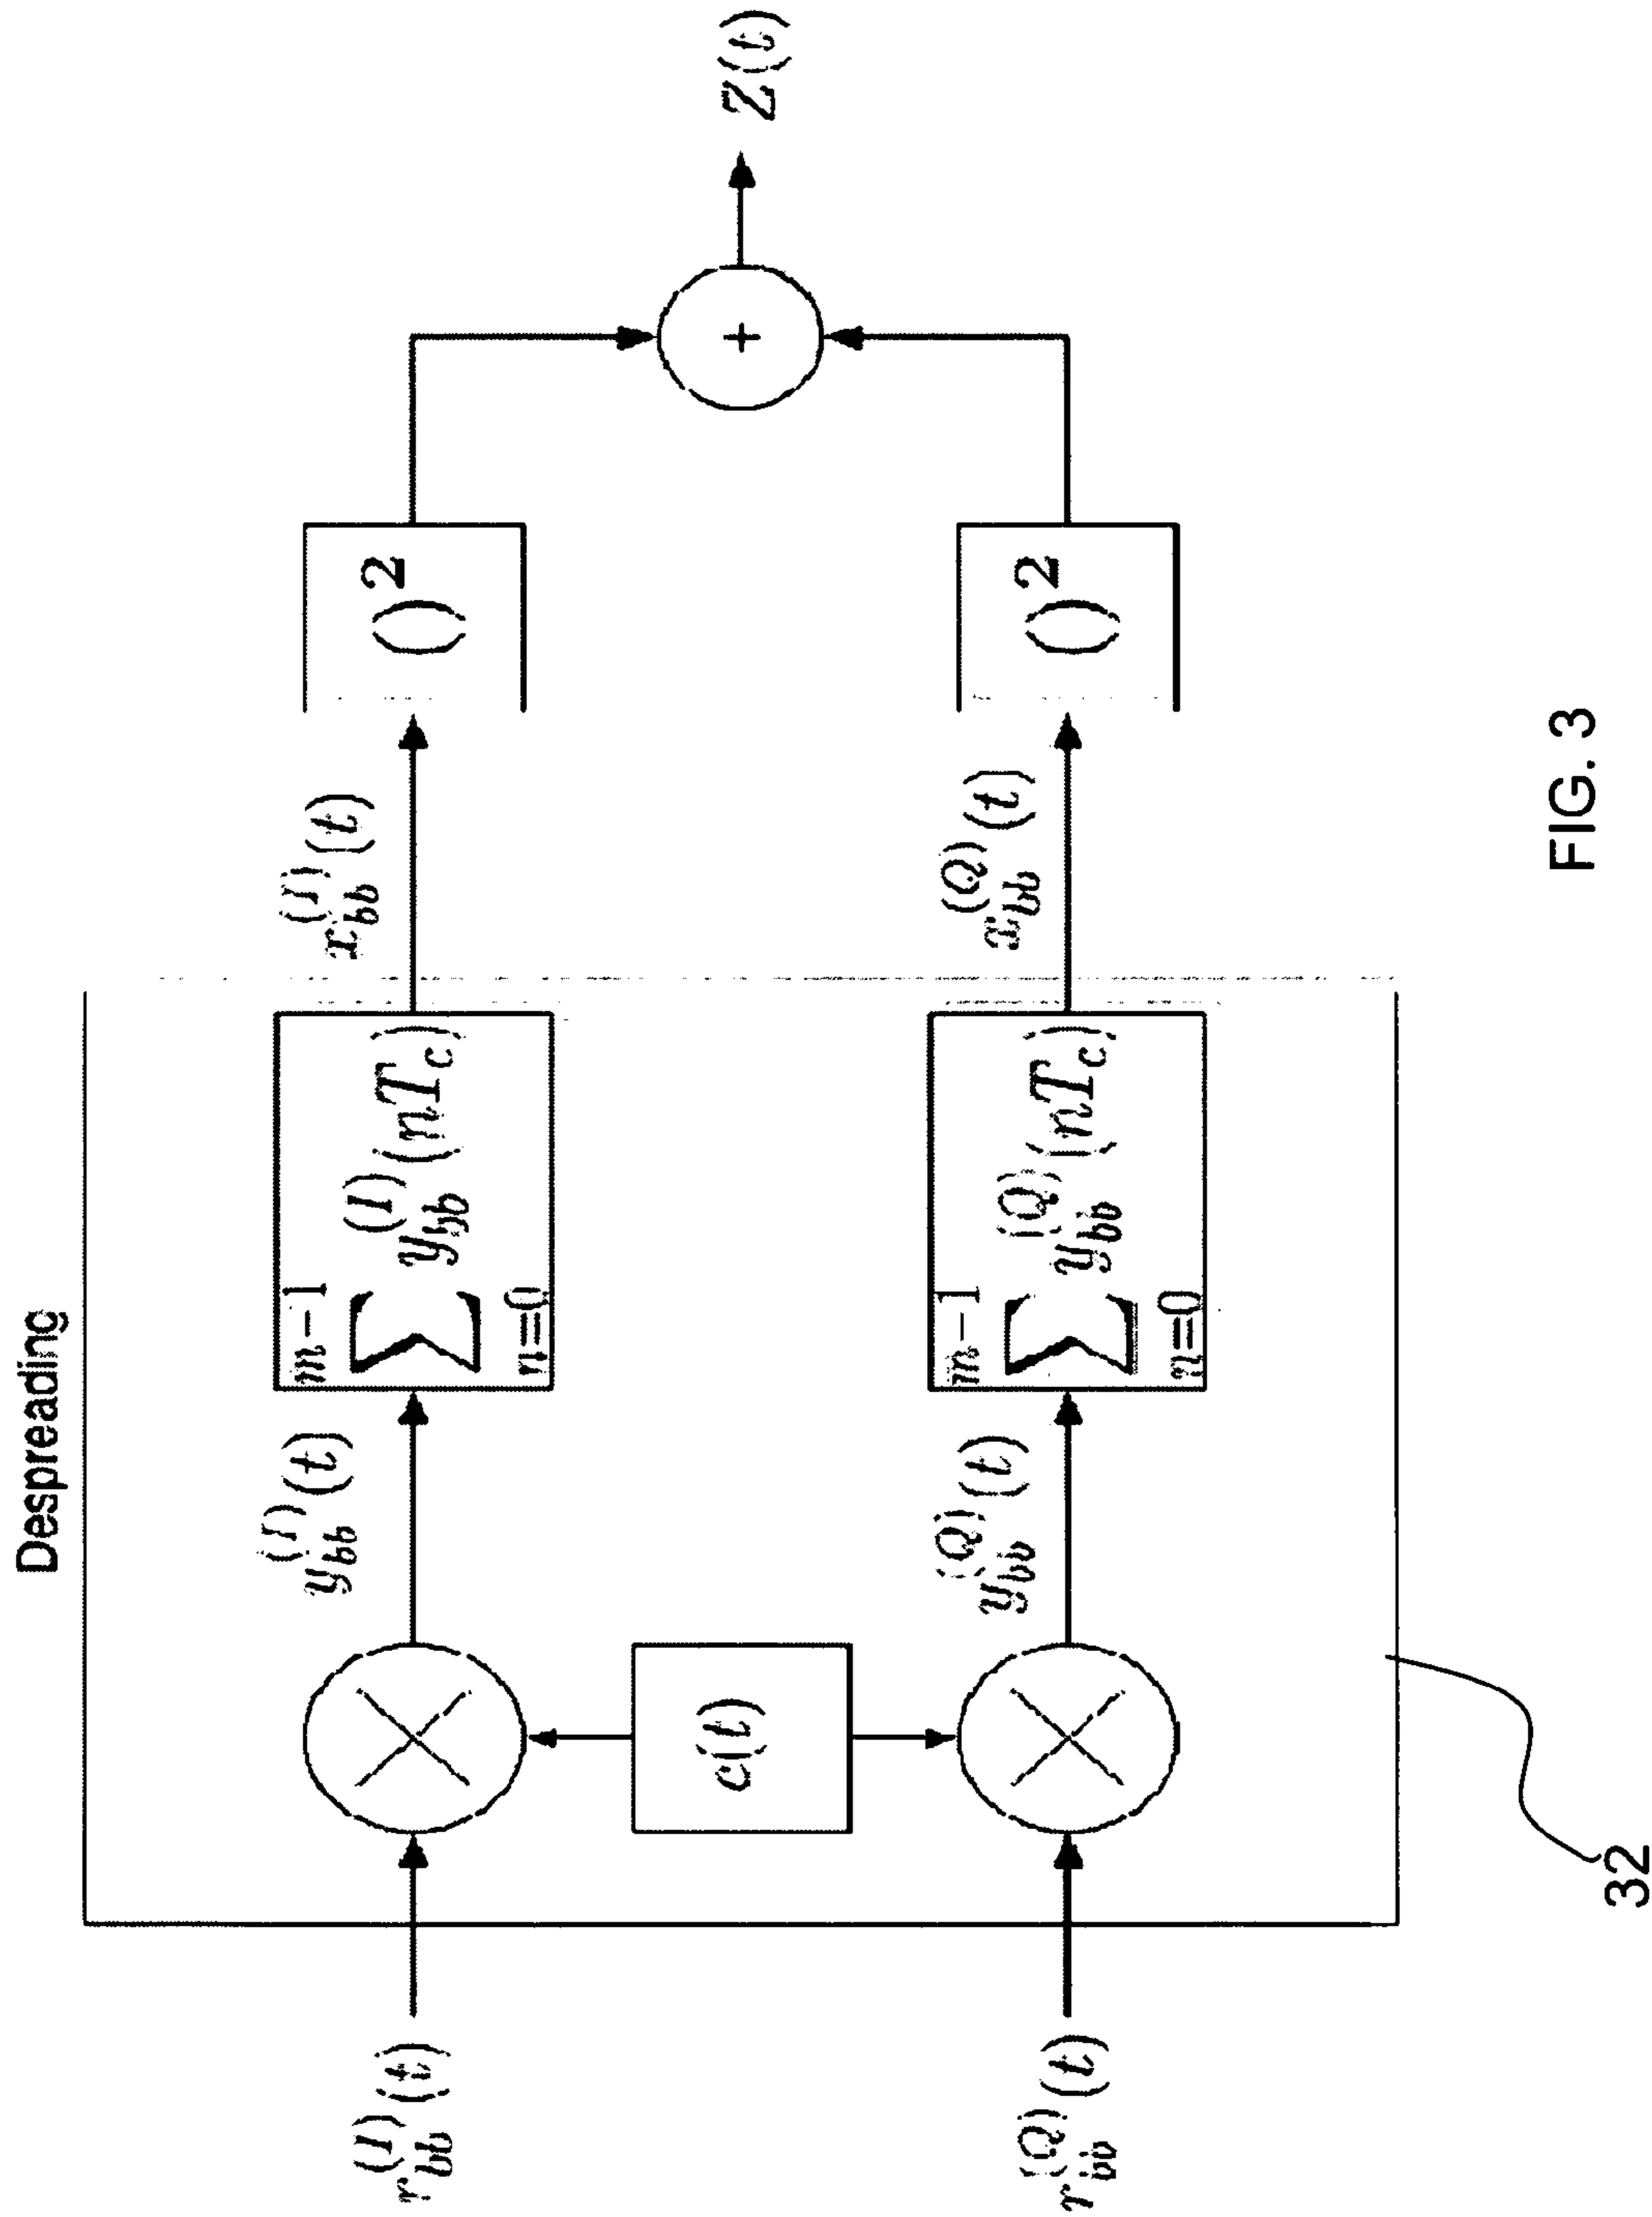 Despreading
r_bb^(I)(t)
y_bb^(I)(t)
m−1
∑ y_bb^(I)(nT_c)
n=0
x_bb^(I)(t)
()^2
c(t)
+
Z(t)
r_bb^(Q)(t)
y_bb^(Q)(t)
m−1
∑ y_bb^(Q)(nT_c)
n=0
x_bb^(Q)(t)
()^2
32
FIG. 3